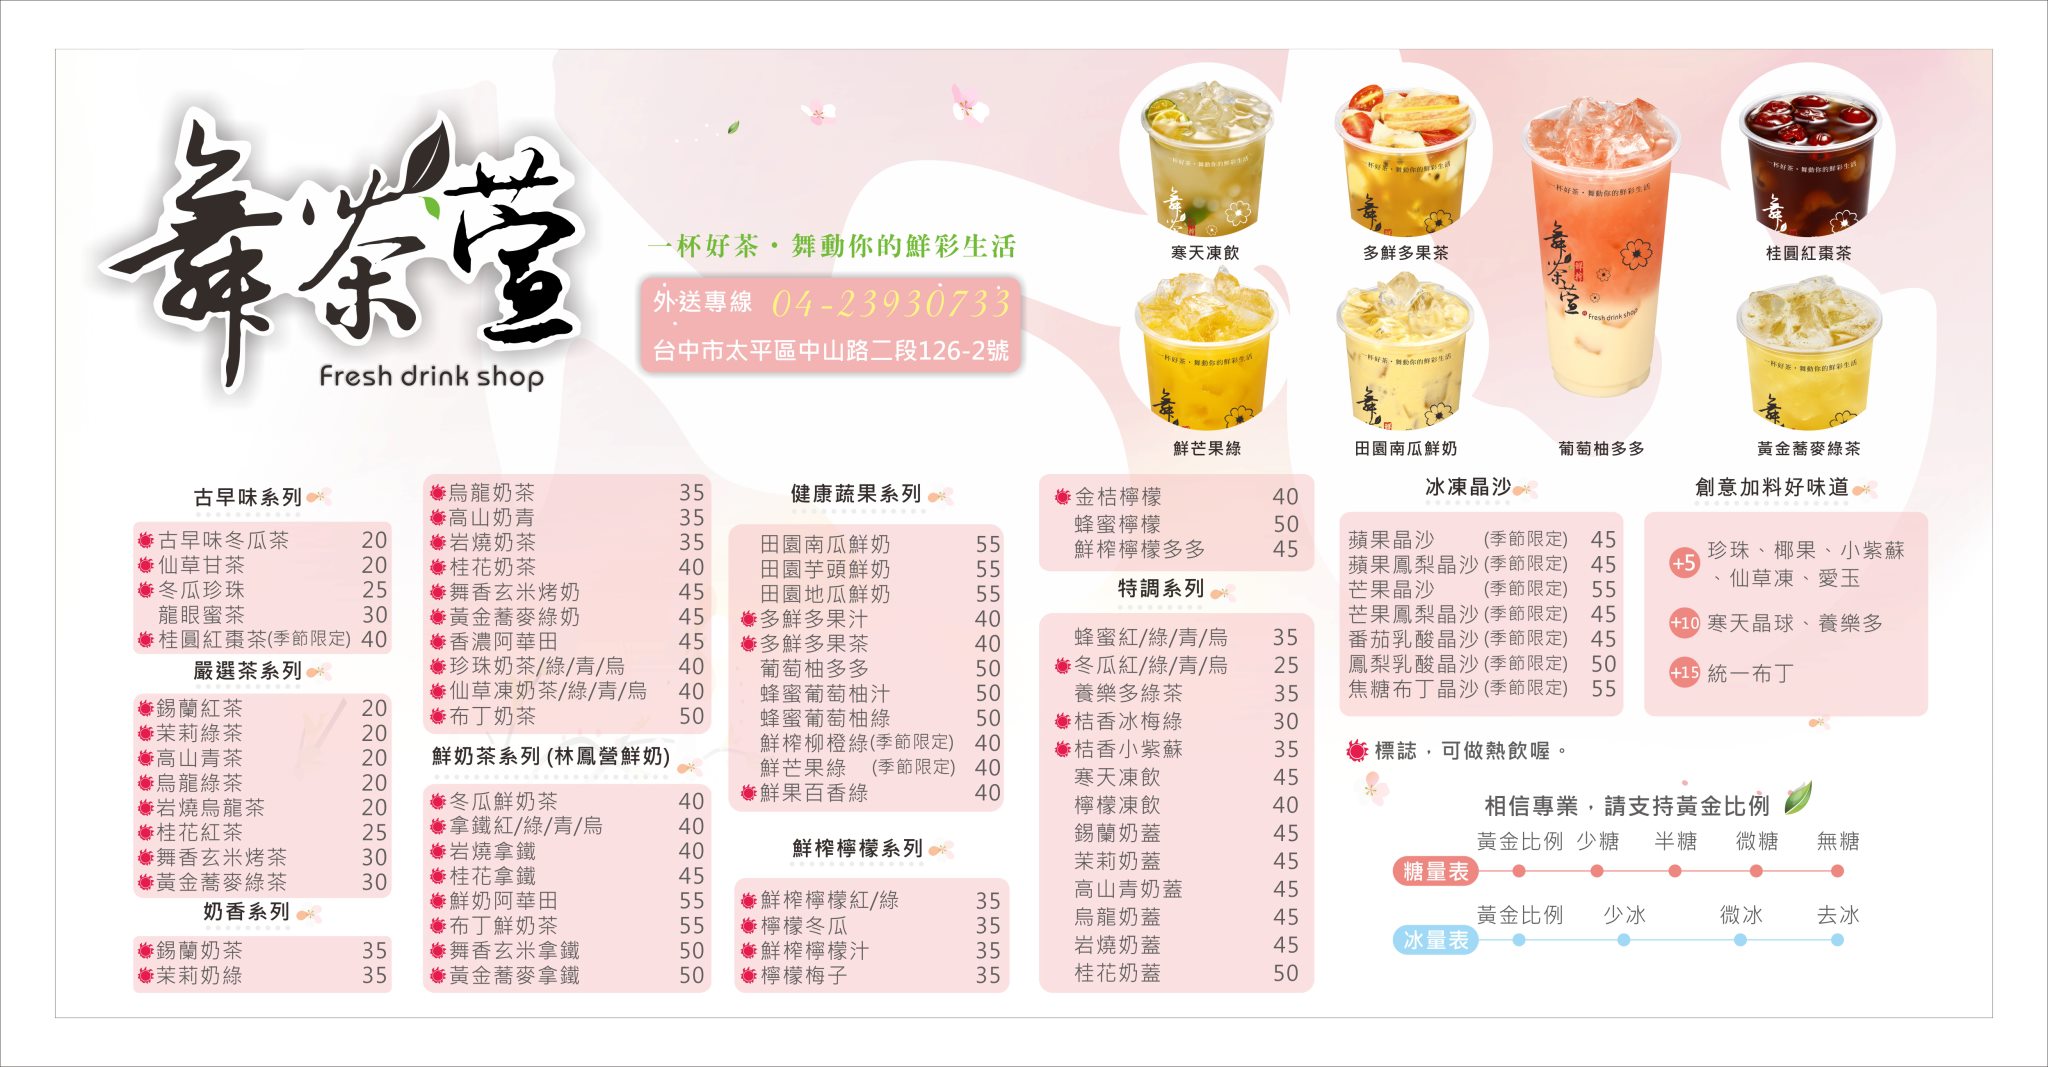 舞茶萱
Fresh drink shop
一杯好茶・舞動你的鮮彩生活
外送專線 04-23930733
台中市太平區中山路二段126-2號
寒天凍飲
多鮮多果茶
桂圓紅棗茶
鮮芒果綠
田園南瓜鮮奶
葡萄柚多多
黃金蕎麥綠茶
古早味系列
古早味冬瓜茶 20
仙草甘茶 20
冬瓜珍珠 25
龍眼蜜茶 30
桂圓紅棗茶(季節限定) 40
嚴選茶系列
錫蘭紅茶 20
茉莉綠茶 20
高山青茶 20
烏龍綠茶 20
岩燒烏龍茶 20
桂花紅茶 25
舞香玄米烤茶 30
黃金蕎麥綠茶 30
奶香系列
錫蘭奶茶 35
茉莉奶綠 35
烏龍奶茶 35
高山奶青 35
岩燒奶茶 35
桂花奶茶 40
舞香玄米烤奶 45
黃金蕎麥綠奶 45
香濃阿華田 45
珍珠奶茶/綠/青/烏 40
仙草凍奶茶/綠/青/烏 40
布丁奶茶 50
鮮奶茶系列 (林鳳營鮮奶)
冬瓜鮮奶茶 40
拿鐵紅/綠/青/烏 40
岩燒拿鐵 40
桂花拿鐵 45
鮮奶阿華田 55
布丁鮮奶茶 55
舞香玄米拿鐵 50
黃金蕎麥拿鐵 50
健康蔬果系列
田園南瓜鮮奶 55
田園芋頭鮮奶 55
田園地瓜鮮奶 55
多鮮多果汁 40
多鮮多果茶 40
葡萄柚多多 50
蜂蜜葡萄柚汁 50
蜂蜜葡萄柚綠 50
鮮榨柳橙綠(季節限定) 40
鮮芒果綠 (季節限定) 40
鮮果百香綠 40
鮮榨檸檬系列
鮮榨檸檬紅/綠 35
檸檬冬瓜 35
鮮榨檸檬汁 35
檸檬梅子 35
金桔檸檬 40
蜂蜜檸檬 50
鮮榨檸檬多多 45
特調系列
蜂蜜紅/綠/青/烏 35
冬瓜紅/綠/青/烏 25
養樂多綠茶 35
桔香冰梅綠 30
桔香小紫蘇 35
寒天凍飲 45
檸檬凍飲 40
錫蘭奶蓋 45
茉莉奶蓋 45
高山青奶蓋 45
烏龍奶蓋 45
岩燒奶蓋 45
桂花奶蓋 50
冰凍晶沙
蘋果晶沙 (季節限定) 45
蘋果鳳梨晶沙 (季節限定) 45
芒果晶沙 (季節限定) 55
芒果鳳梨晶沙 (季節限定) 45
番茄乳酸晶沙 (季節限定) 45
鳳梨乳酸晶沙 (季節限定) 50
焦糖布丁晶沙 (季節限定) 55
創意加料好味道
+5 珍珠、椰果、小紫蘇
、仙草凍、愛玉
+10 寒天晶球、養樂多
+15 統一布丁
標誌，可做熱飲喔。
相信專業，請支持黃金比例
黃金比例 少糖 半糖 微糖 無糖
糖量表
黃金比例 少冰 微冰 去冰
冰量表